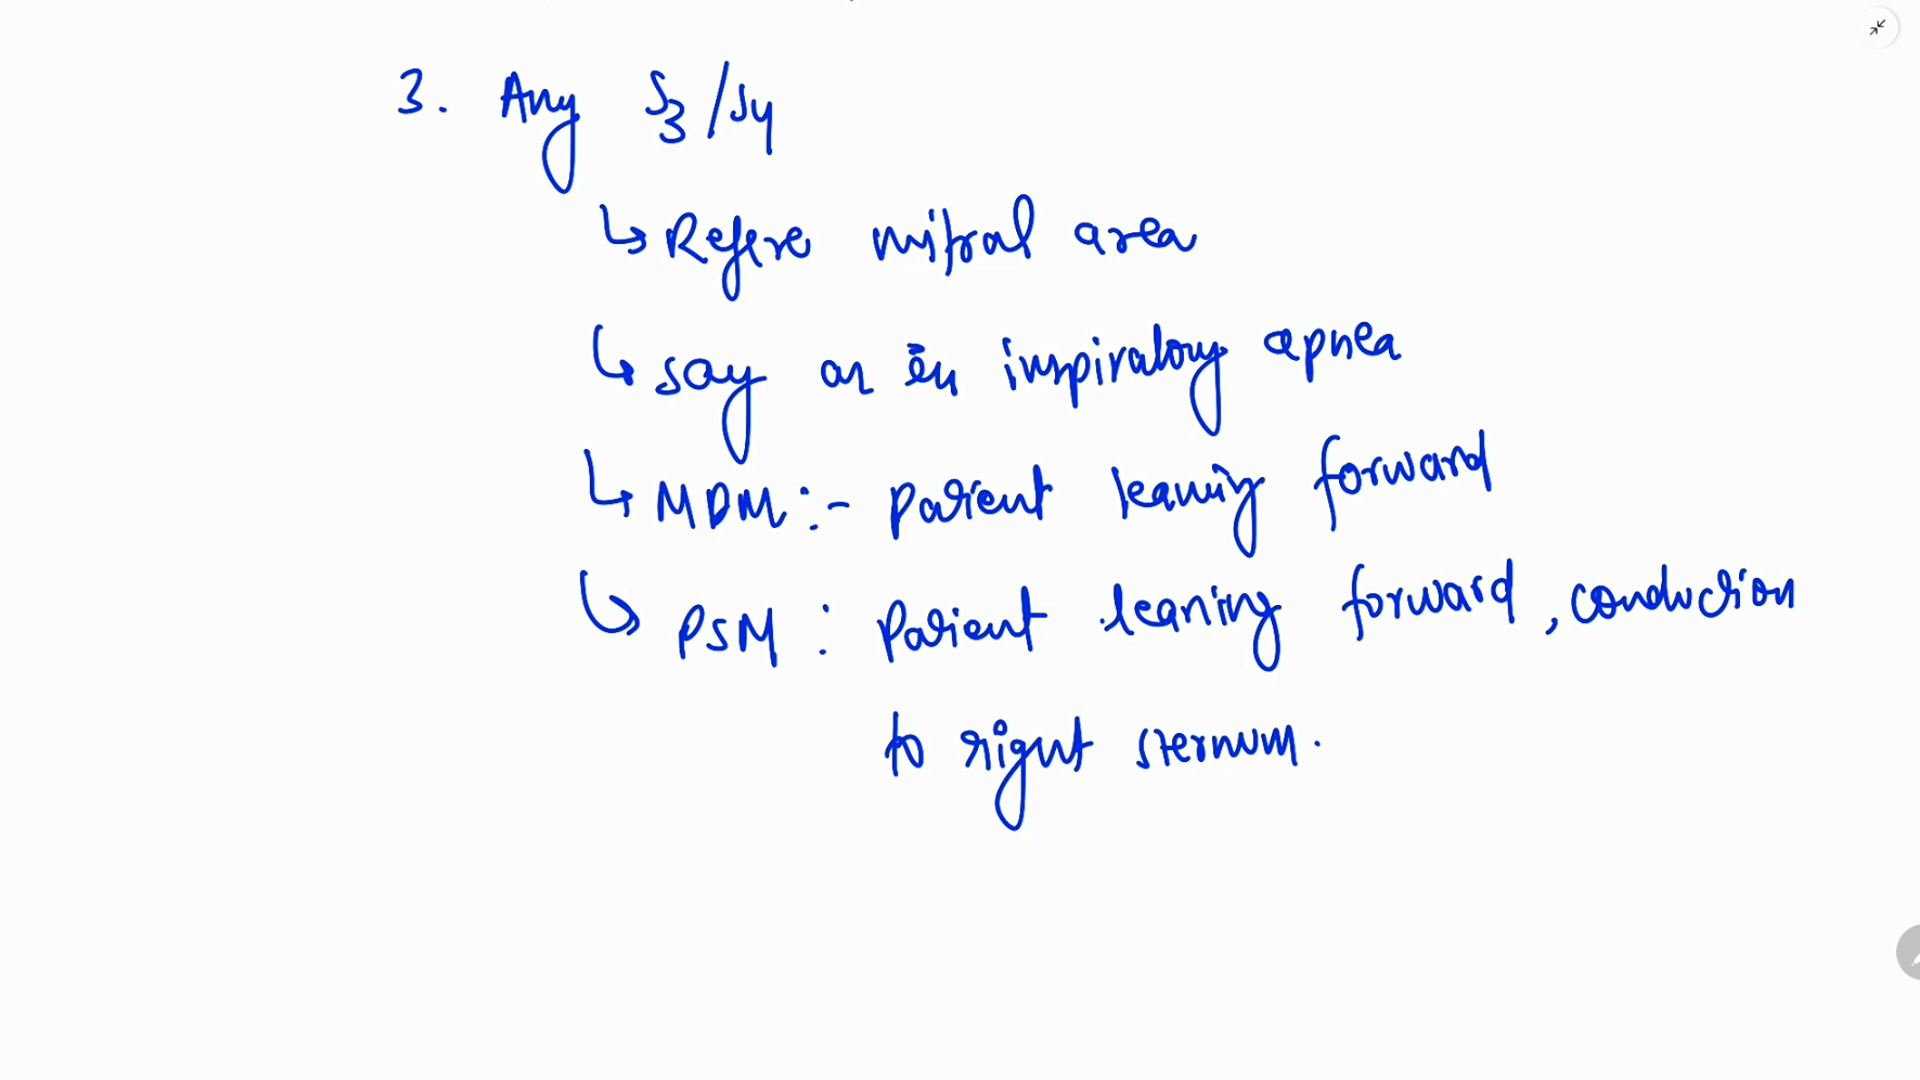 3. Any S3/S4
↳ Refere mitral area
↳ say as in inspiratory apnea
↳ MDM :- Patient leaning forward
↳ PSM : Patient leaning forward, conduction
to right sternum.